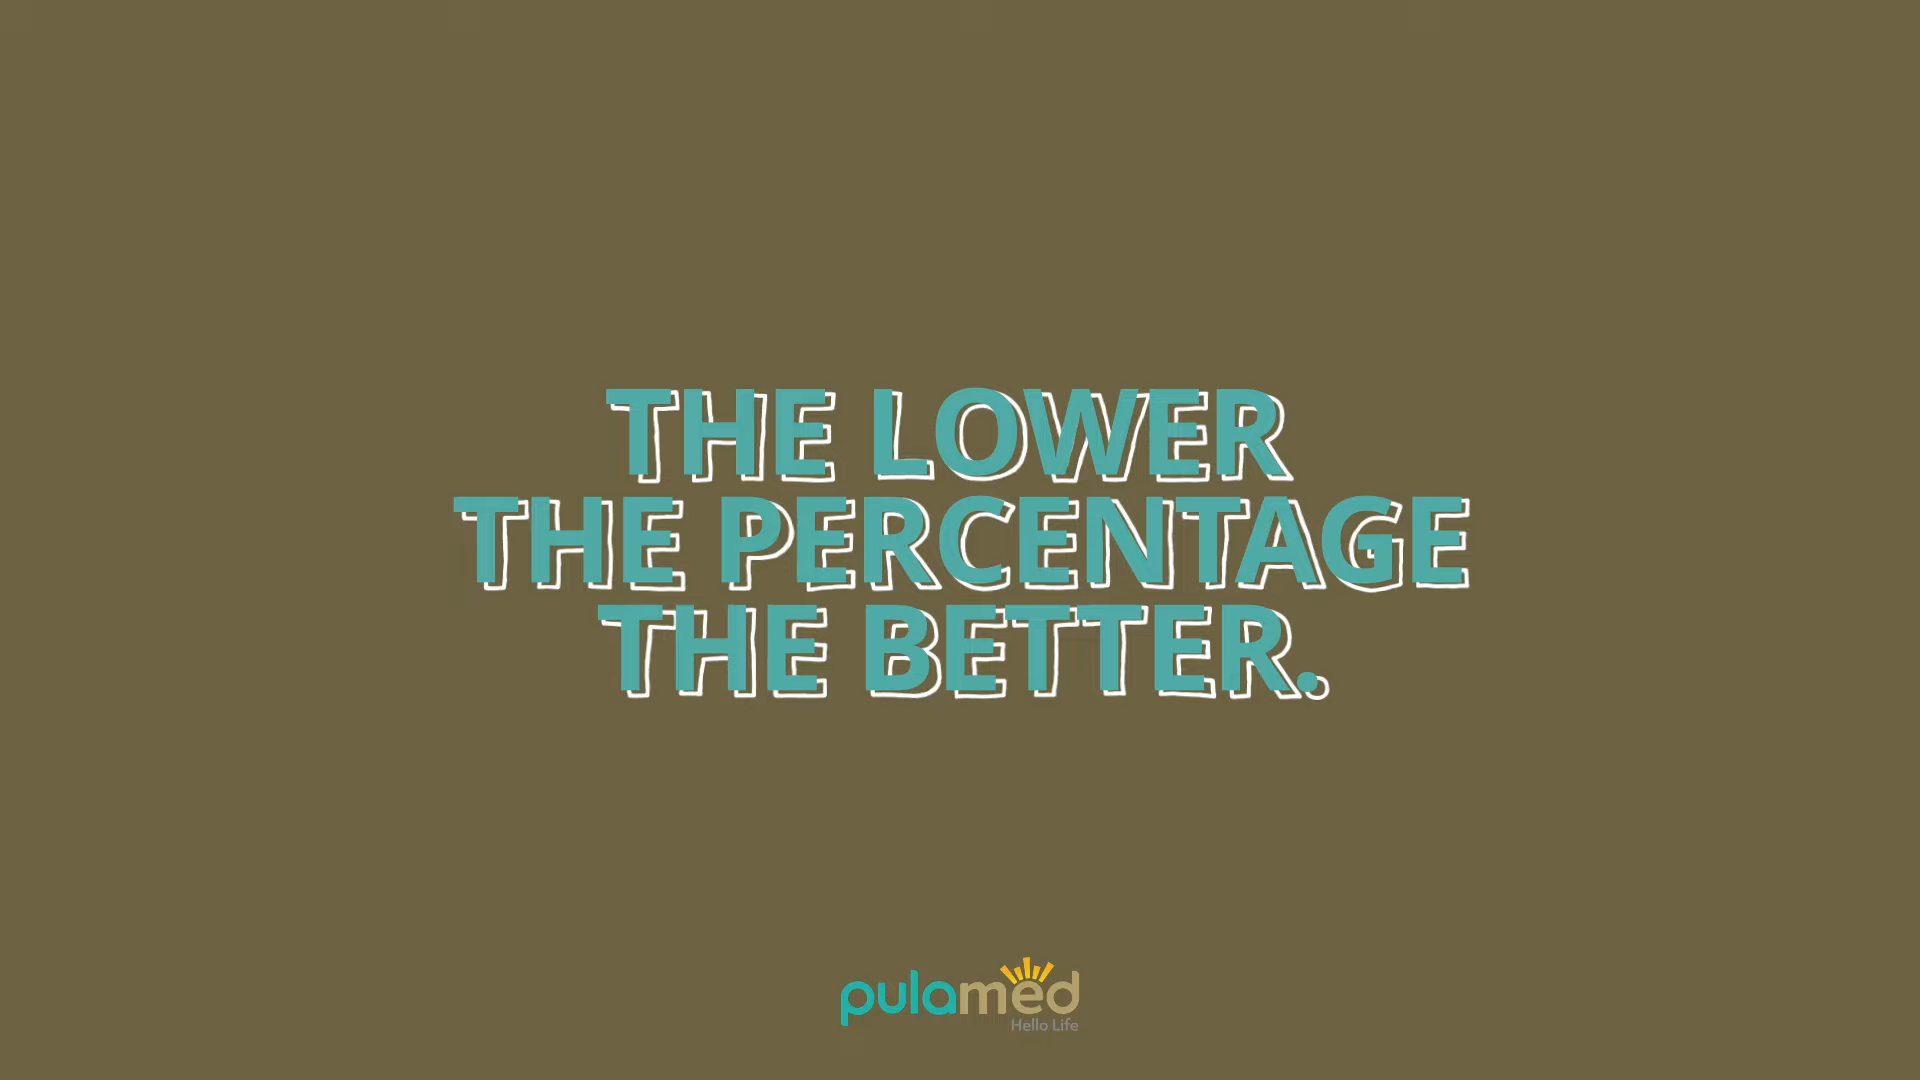 THE LOWER
THE PERCENTAGE
THE BETTER.
pulamed
Hello Life